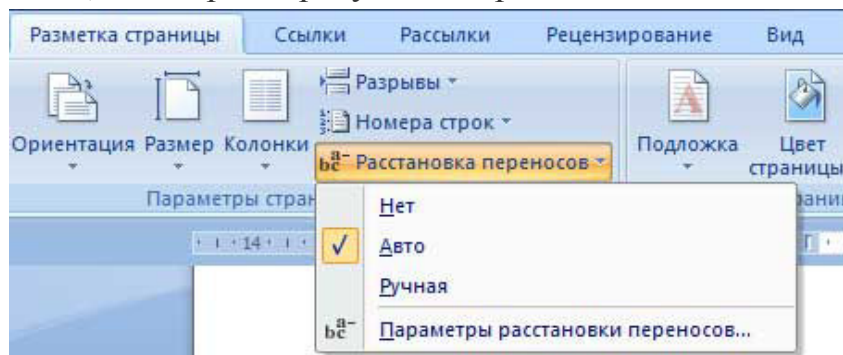 Разметка страницы Ссылки Рассылки Рецензирование Вид
Разрывы
Номера строк
Ориентация Размер Колонки Расстановка переносов Подложка Цвет страницы
Параметры
Нет
14
Авто
Ручная
Параметры расстановки переносов...